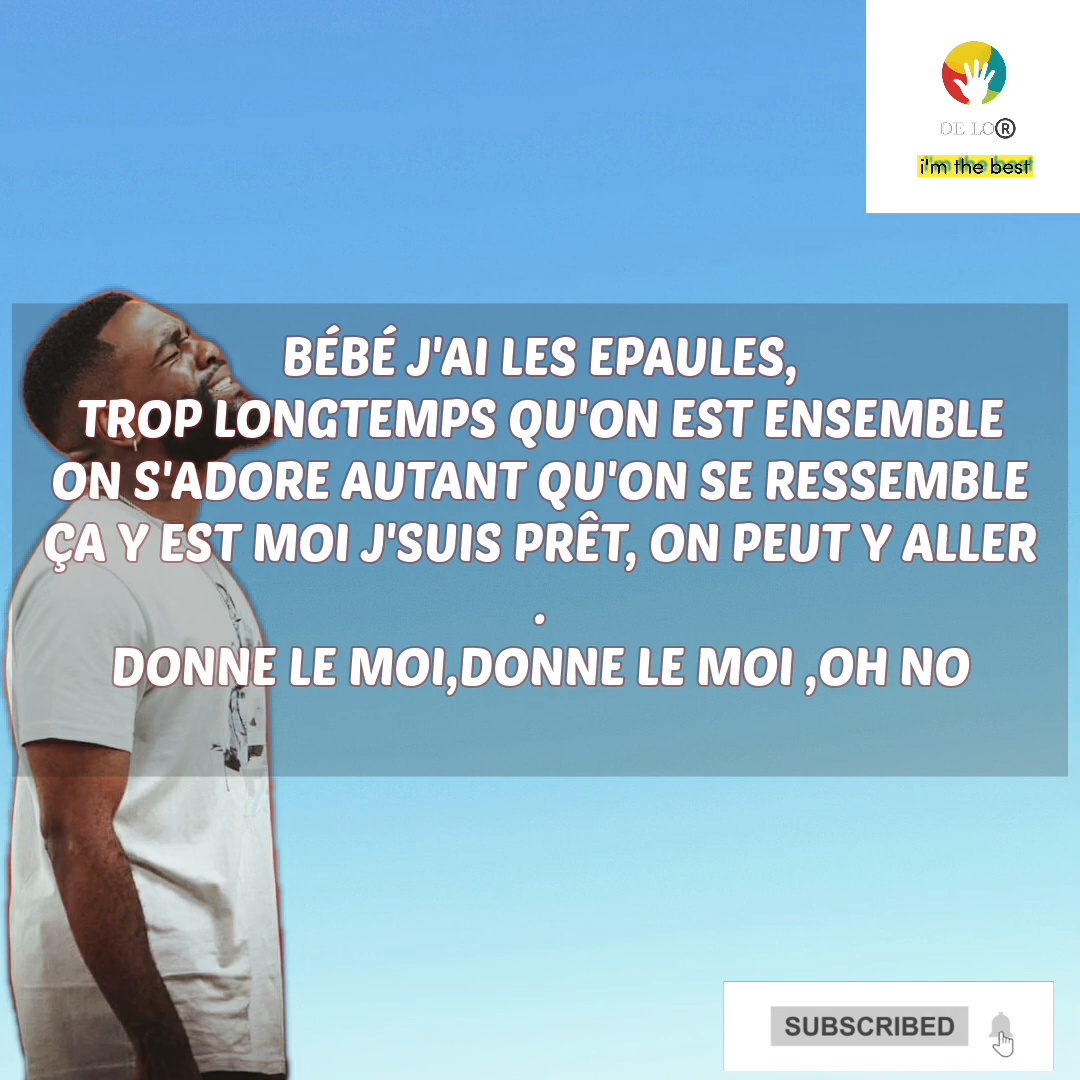 DE LO®
i'm the best
BÉBÉ J'AI LES EPAULES,
TROP LONGTEMPS QU'ON EST ENSEMBLE
ON S'ADORE AUTANT QU'ON SE RESSEMBLE
ÇA Y EST MOI J'SUIS PRÊT, ON PEUT Y ALLER
.
DONNE LE MOI,DONNE LE MOI ,OH NO
SUBSCRIBED